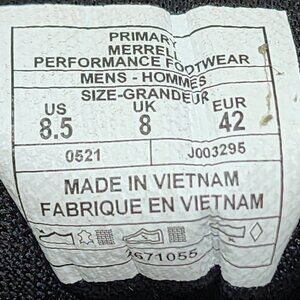 PRIMARY
MERRELL
PERFORMANCE FOOTWEAR
MENS - HOMMES
SIZE-GRANDEUR
US UK EUR
8.5 8 42
0521 J003295
MADE IN VIETNAM
FABRIQUE EN VIETNAM